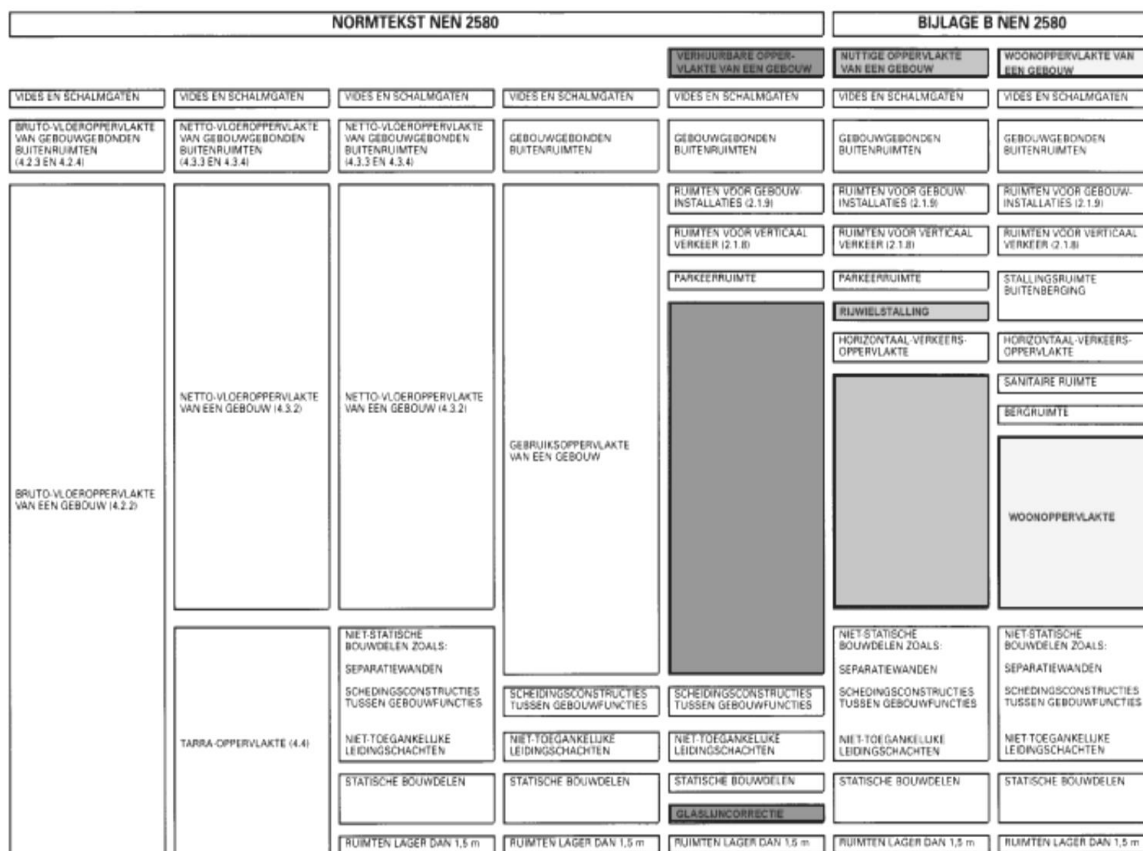 NORMTEKST NEN 2580
BIJLAGE B NEN 2580
VIDES EN SCHALMGATEN
BRUTO-VLOEROPPERVLAKTE
VAN GEBOUWGEBONDEN
BUITENRUIMTEN
(4.2.3 EN 4.2.4)
BRUTO-VLOEROPPERVLAKTE
VAN EEN GEBOUW (4.2.2)
VIDES EN SCHALMGATEN
NETTO-VLOEROPPERVLAKTE
VAN GEBOUWGEBONDEN
BUITENRUIMTEN
(4.3.3 EN 4.3.4)
NETTO-VLOEROPPERVLAKTE
VAN EEN GEBOUW (4.3.2)
TARRA-OPPERVLAKTE (4.4)
VIDES EN SCHALMGATEN
NETTO-VLOEROPPERVLAKTE
VAN GEBOUWGEBONDEN
BUITENRUIMTEN
(4.3.3 EN 4.3.4)
NETTO-VLOEROPPERVLAKTE
VAN EEN GEBOUW (4.3.2)
NIET-STATISCHE
BOUWDELEN ZOALS:
SEPARATIEWANDEN
SCHEDINGSCONSTRUCTIES
TUSSEN GEBOUWFUNCTIES
NIET-TOEGANKELIJKE
LEIDINGSCHACHTEN
STATISCHE BOUWDELEN
RUIMTEN LAGER DAN 1,5 m
VIDES EN SCHALMGATEN
GEBOUWGEBONDEN
BUITENRUIMTEN
GEBRUIKSOPPERVLAKTE
VAN EEN GEBOUW
SCHEIDINGSCONSTRUCTIES
TUSSEN GEBOUWFUNCTIES
NIET-TOEGANKELIJKE
LEIDINGSCHACHTEN
STATISCHE BOUWDELEN
RUIMTEN LAGER DAN 1,5 m
VERHUURBARE OPPER-
VLAKTE VAN EEN GEBOUW
VIDES EN SCHALMGATEN
GEBOUWGEBONDEN
BUITENRUIMTEN
RUIMTEN VOOR GEBOUW-
INSTALLATIES (2.1.9)
RUIMTEN VOOR VERTICAAL
VERKEER (2.1.8)
PARKEERRUIMTE
SCHEIDINGSCONSTRUCTIES
TUSSEN GEBOUWFUNCTIES
NIET-TOEGANKELIJKE
LEIDINGSCHACHTEN
STATISCHE BOUWDELEN
GLASLIJNCORRECTIE
RUIMTEN LAGER DAN 1,5 m
NUTTIGE OPPERVLAKTE
VAN EEN GEBOUW
VIDES EN SCHALMGATEN
GEBOUWGEBONDEN
BUITENRUIMTEN
RUIMTEN VOOR GEBOUW-
INSTALLATIES (2.1.9)
RUIMTEN VOOR VERTICAAL
VERKEER (2.1.8)
PARKEERRUIMTE
RIJWIELSTALLING
HORIZONTAAL-VERKEERS-
OPPERVLAKTE
NIET-STATISCHE
BOUWDELEN ZOALS:
SEPARATIEWANDEN
SCHEDINGSCONSTRUCTIES
TUSSEN GEBOUWFUNCTIES
NIET-TOEGANKELIJKE
LEIDINGSCHACHTEN
STATISCHE BOUWDELEN
RUIMTEN LAGER DAN 1,5 m
WOONOPPERVLAKTE VAN
EEN GEBOUW
VIDES EN SCHALMGATEN
GEBOUWGEBONDEN
BUITENRUIMTEN
RUIMTEN VOOR GEBOUW-
INSTALLATIES (2.1.9)
RUIMTEN VOOR VERTICAAL
VERKEER (2.1.8)
STALLINGSRUIMTE
BUITENBERGING
HORIZONTAAL-VERKEERS-
OPPERVLAKTE
SANITAIRE RUIMTE
BERGRUIMTE
WOONOPPERVLAKTE
NIET-STATISCHE
BOUWDELEN ZOALS:
SEPARATIEWANDEN
SCHEDINGSCONSTRUCTIES
TUSSEN GEBOUWFUNCTIES
NIET-TOEGANKELIJKE
LEIDINGSCHACHTEN
STATISCHE BOUWDELEN
RUIMTEN LAGER DAN 1,5 m